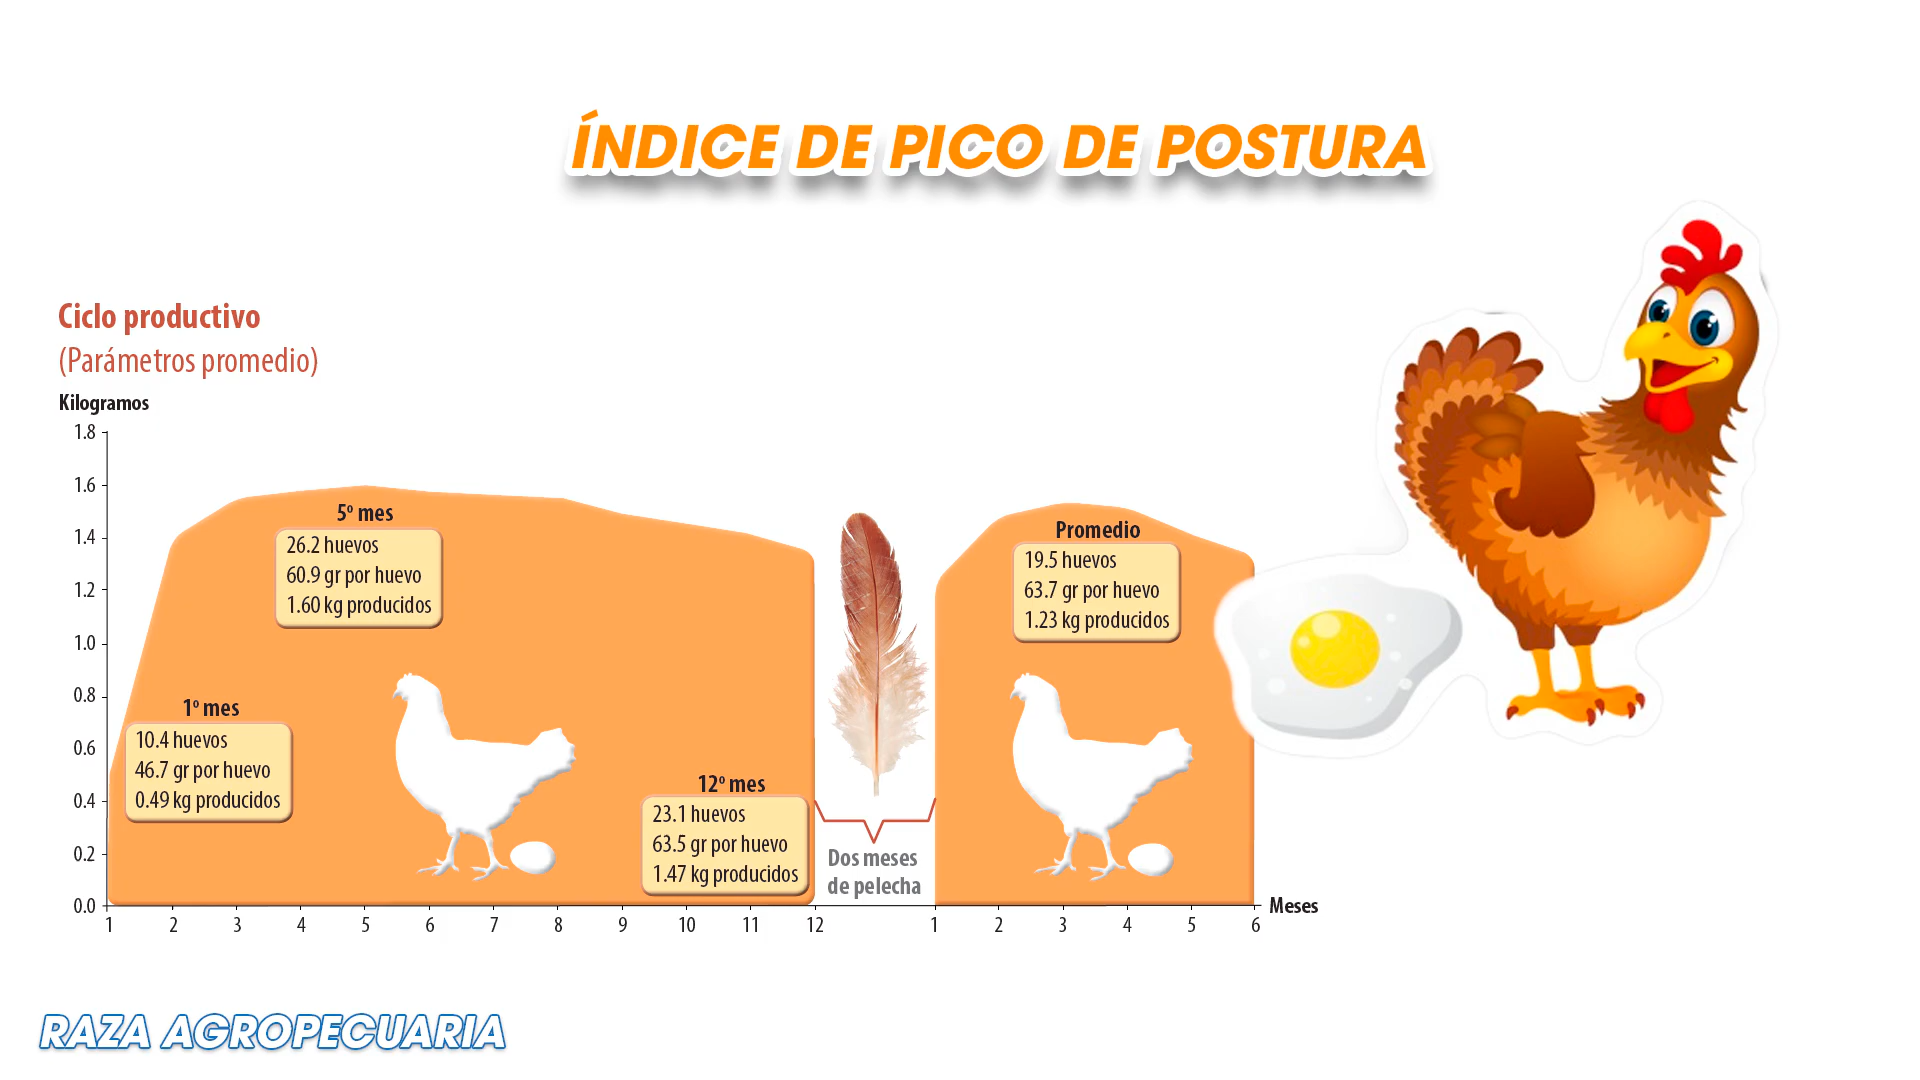 ÍNDICE DE PICO DE POSTURA
Ciclo productivo
(Parámetros promedio)
Kilogramos
1.8
1.6
1.4
1.2
1.0
0.8
0.6
0.4
0.2
0.0
1º mes
10.4 huevos
46.7 gr por huevo
0.49 kg producidos
5º mes
26.2 huevos
60.9 gr por huevo
1.60 kg producidos
12º mes
23.1 huevos
63.5 gr por huevo
1.47 kg producidos
Dos meses
de pelecha
Promedio
19.5 huevos
63.7 gr por huevo
1.23 kg producidos
1 2 3 4 5 6 7 8 9 10 11 12 1 2 3 4 5 6
Meses
RAZA AGROPECUARIA